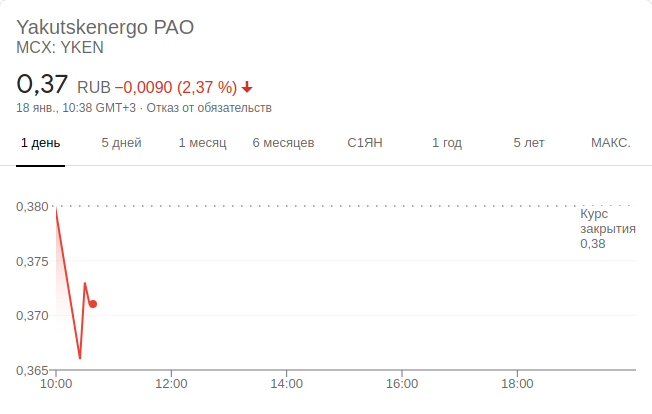 Yakutskenergo PAO
MCX: YKEN
0,37 RUB −0,0090 (2,37 %)
18 янв., 10:38 GMT+3 · Отказ от обязательств
1 день 5 дней 1 месяц 6 месяцев С1ЯН 1 год 5 лет МАКС.
0,380
Курс
закрытия
0,38
0,375
0,370
0,365
10:00 12:00 14:00 16:00 18:00